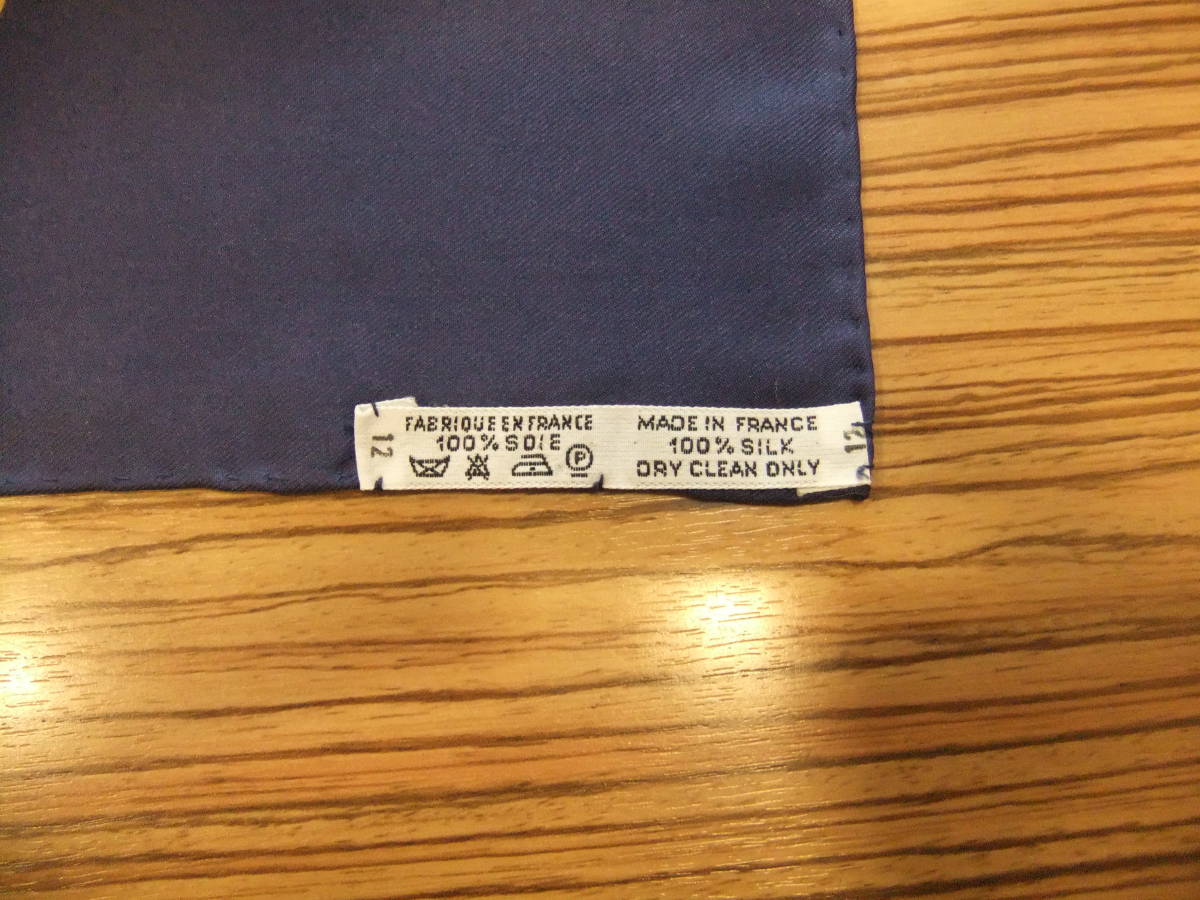 12
FABRIQUE EN FRANCE
100% SOIE
P
MADE IN FRANCE
100% SILK
DRY CLEAN ONLY
12